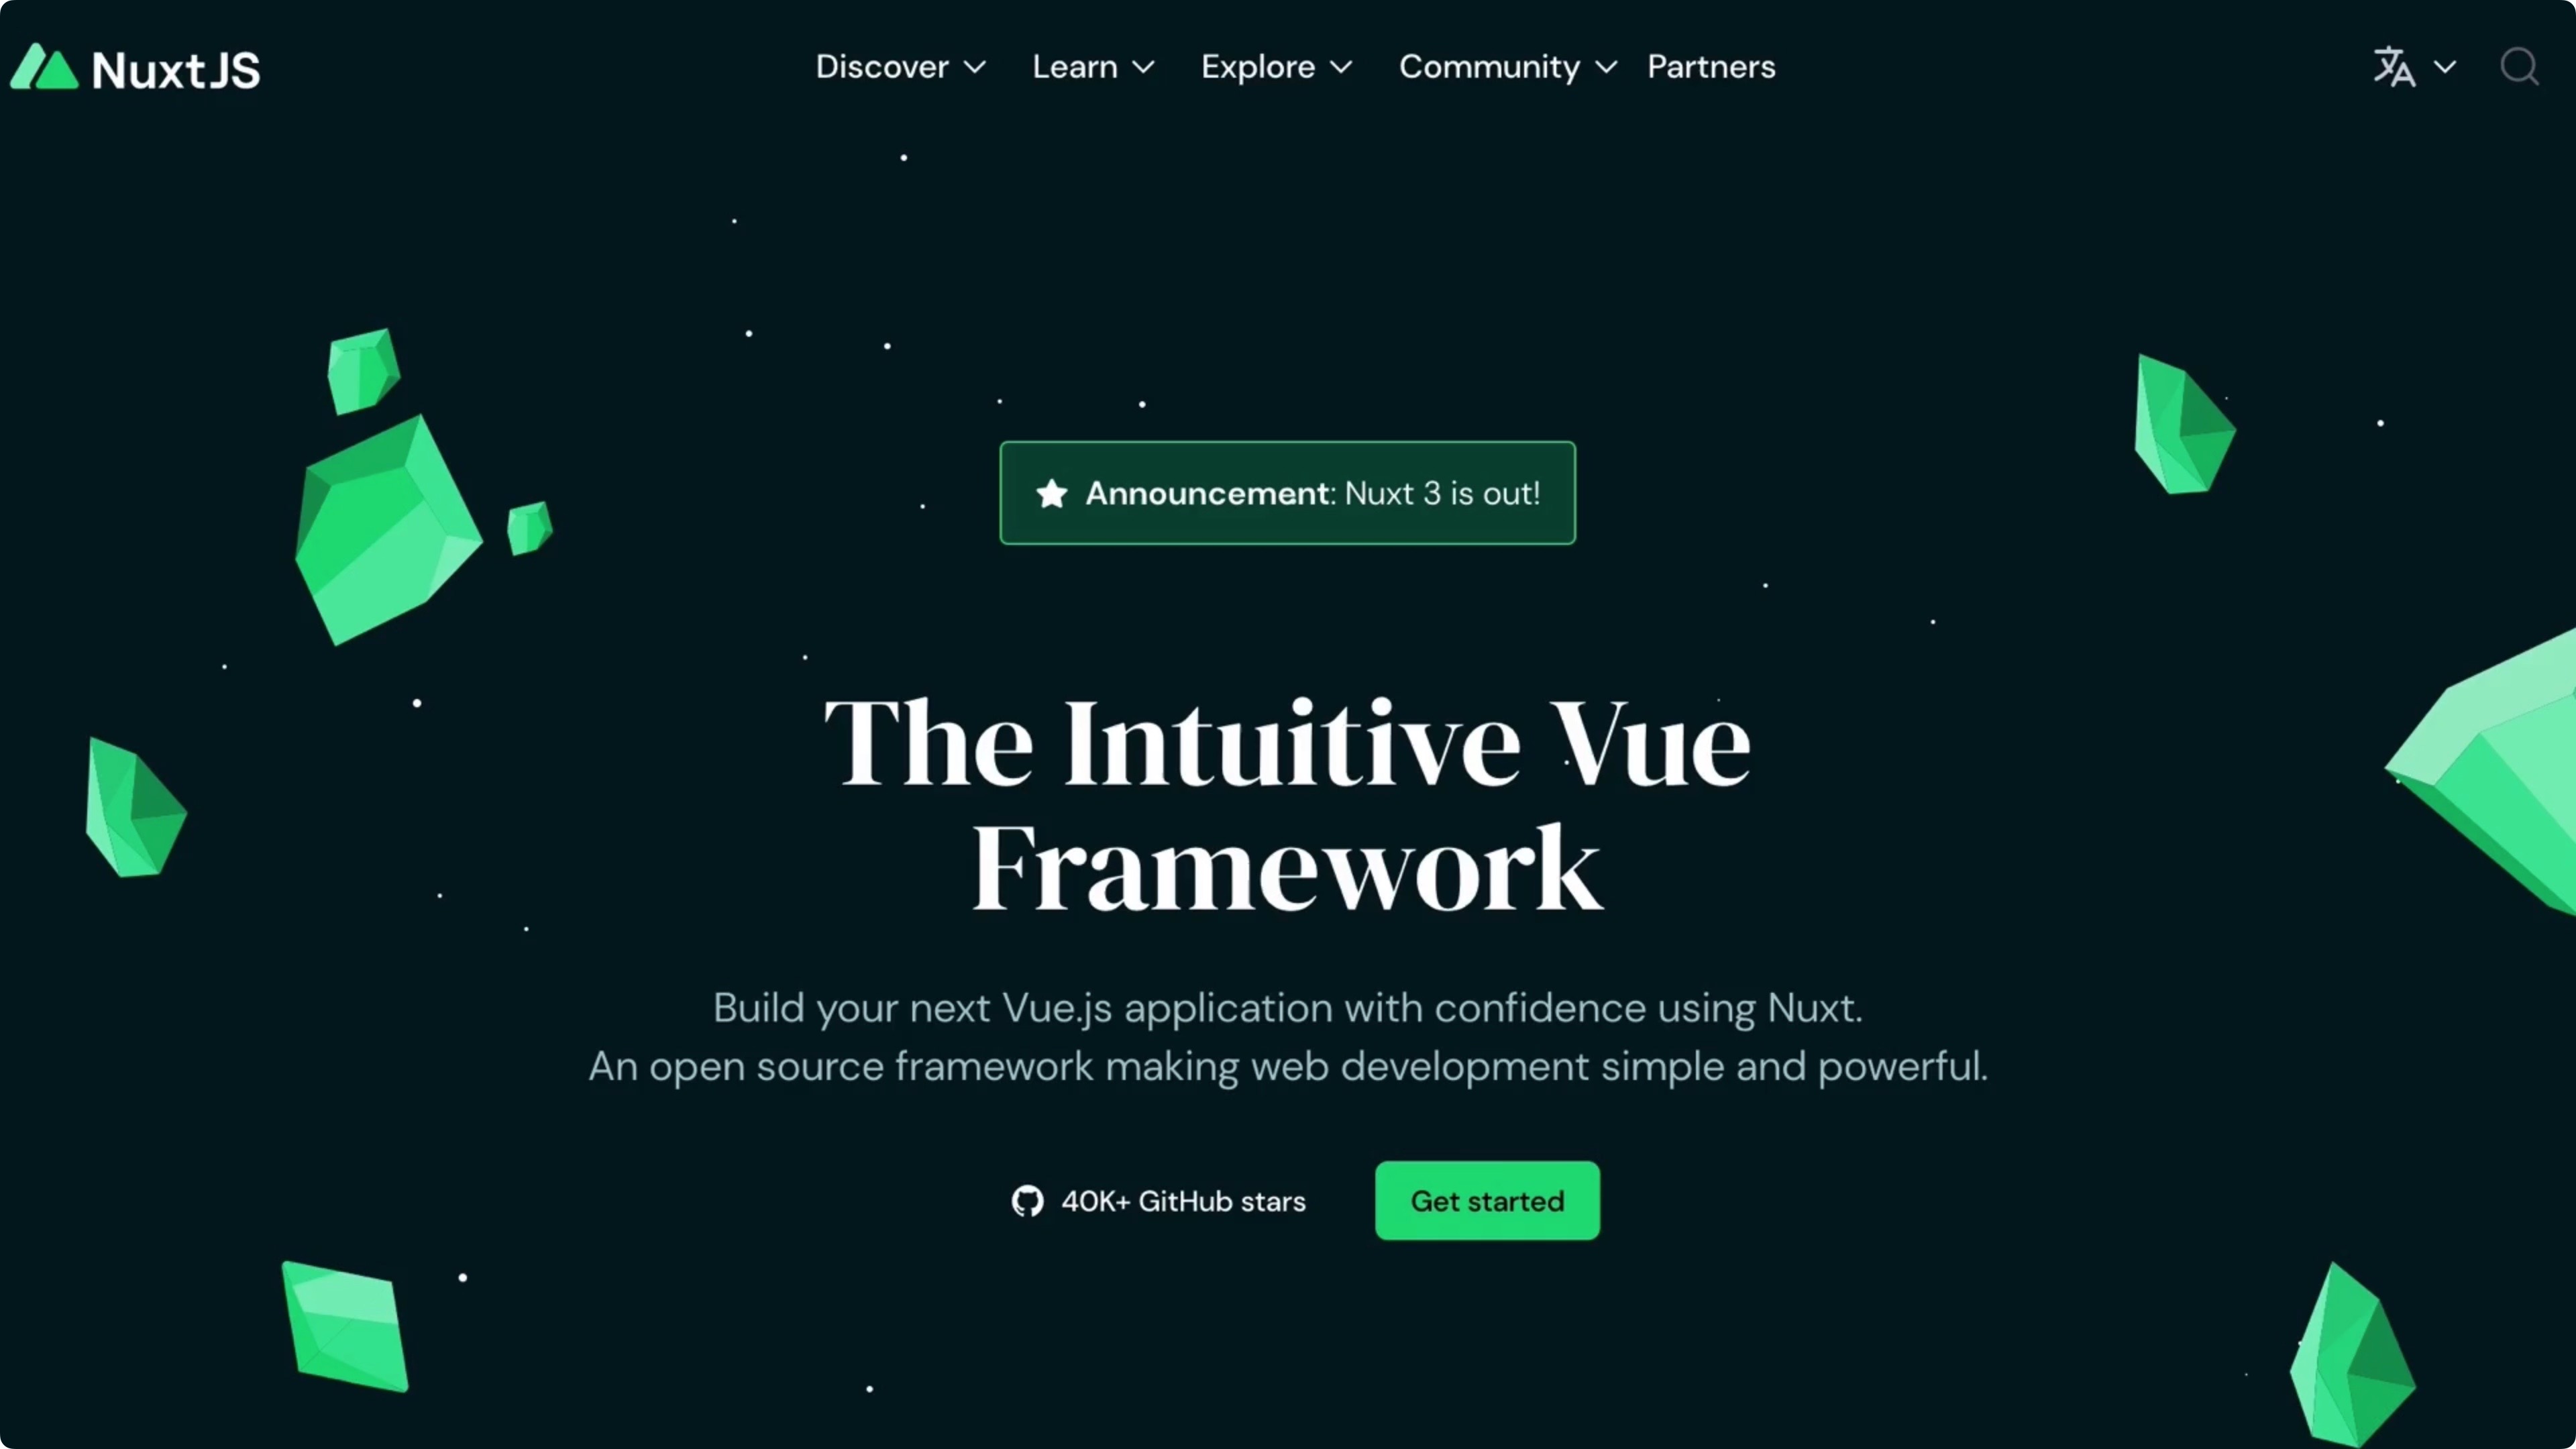 NuxtJS
Discover Learn Explore Community Partners
Announcement: Nuxt 3 is out!
The Intuitive Vue
Framework
Build your next Vue.js application with confidence using Nuxt.
An open source framework making web development simple and powerful.
40K+ GitHub stars
Get started